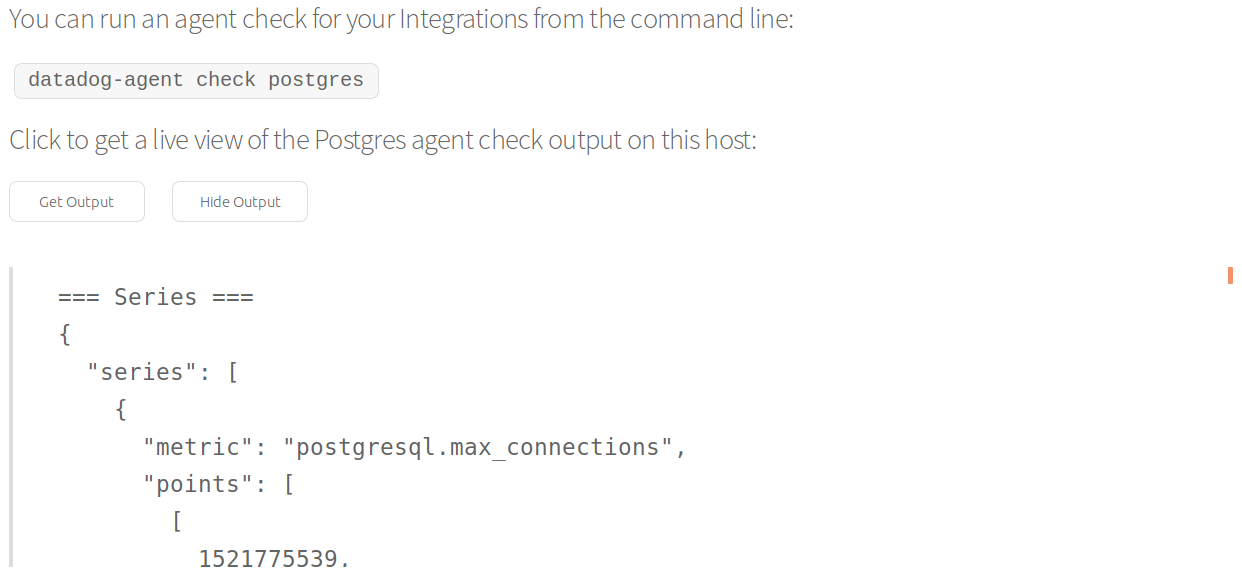 You can run an agent check for your Integrations from the command line:
datadog-agent check postgres
Click to get a live view of the Postgres agent check output on this host:
Get Output Hide Output
=== Series ===
{
"series": [
{
"metric": "postgresql.max_connections",
"points": [
[
1521775539,